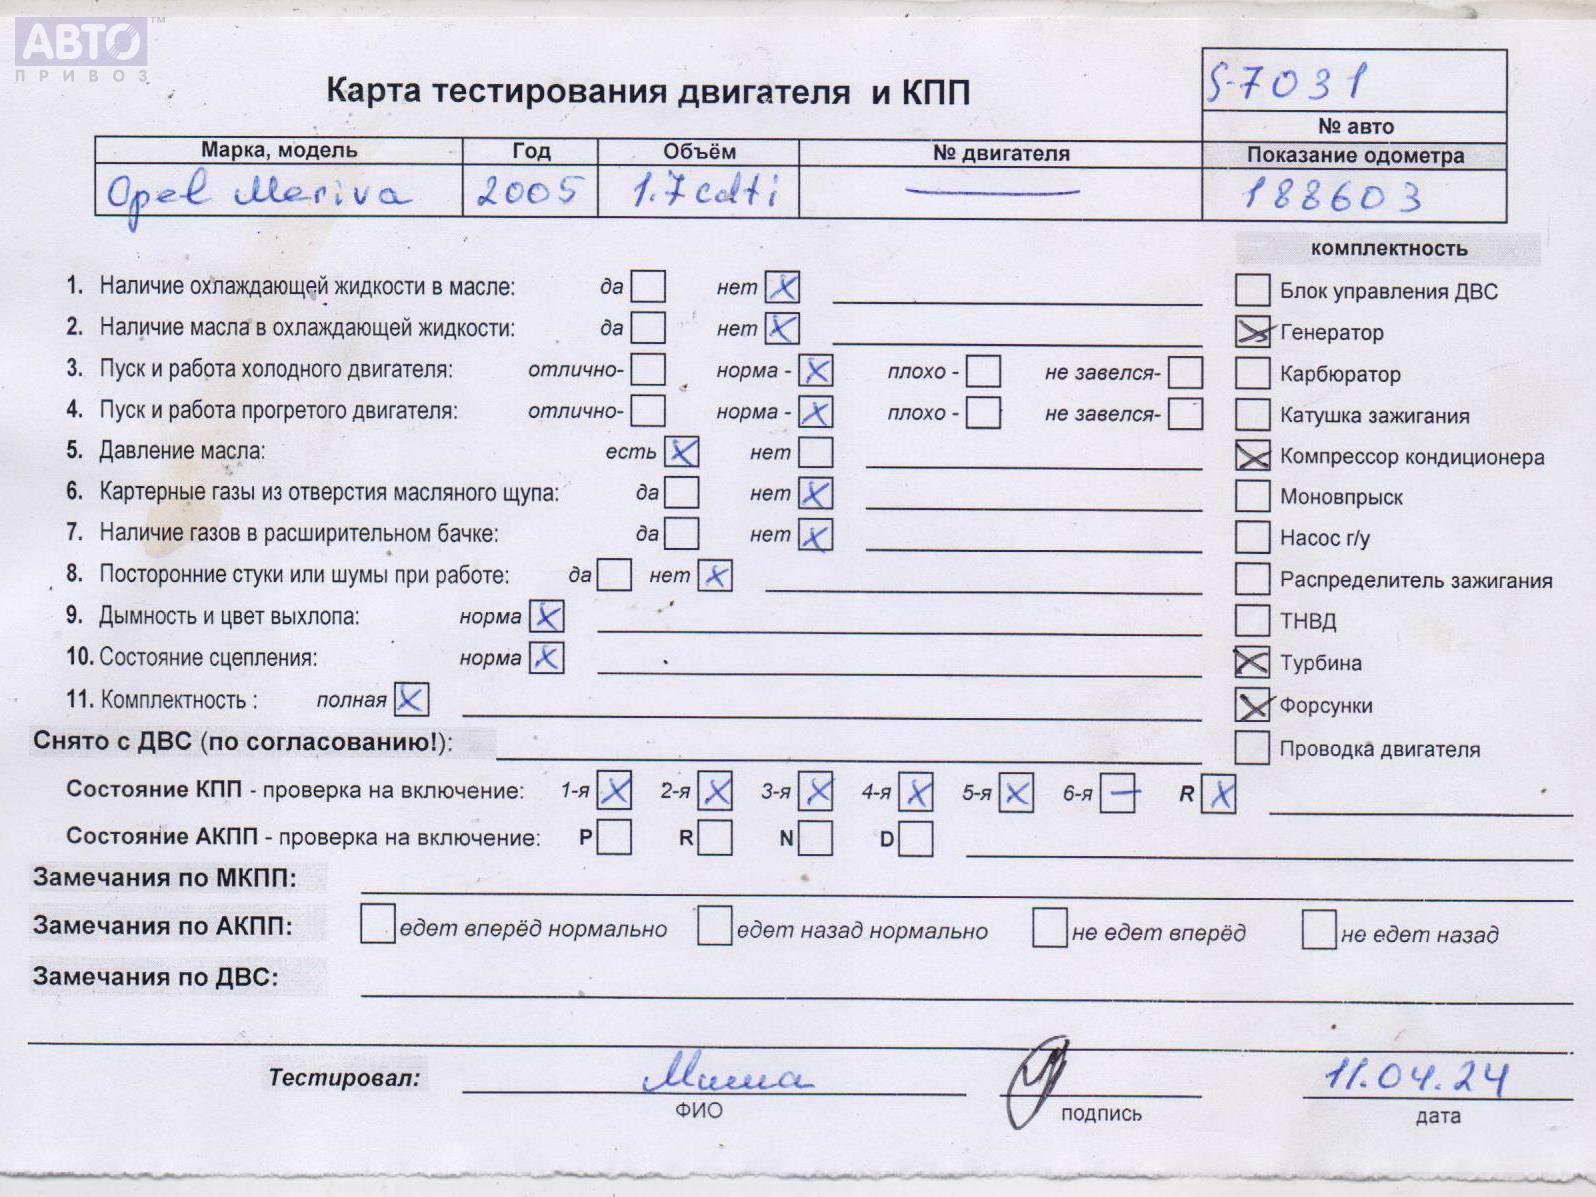 АВТО™
ПРИВОЗ
Карта тестирования двигателя и КПП
S-7031
№ авто
Марка, модель Год Объём № двигателя Показание одометра
Opel Meriva 2005 1.7cdti — 188603
комплектность
1. Наличие охлаждающей жидкости в масле: да нет X
Блок управления ДВС
2. Наличие масла в охлаждающей жидкости: да нет X
X Генератор
3. Пуск и работа холодного двигателя: отлично- норма - X плохо - не завелся-
Карбюратор
4. Пуск и работа прогретого двигателя: отлично- норма - X плохо - не завелся-
Катушка зажигания
5. Давление масла: есть X нет
X Компрессор кондиционера
6. Картерные газы из отверстия масляного щупа: да нет X
Моновпрыск
7. Наличие газов в расширительном бачке: да нет X
Насос г/у
8. Посторонние стуки или шумы при работе: да нет X
Распределитель зажигания
9. Дымность и цвет выхлопа: норма X
ТНВД
10. Состояние сцепления: норма X
X Турбина
11. Комплектность : полная X
X Форсунки
Снято с ДВС (по согласованию!):
Проводка двигателя
Состояние КПП - проверка на включение: 1-я X 2-я X 3-я X 4-я X 5-я X 6-я — R X
Состояние АКПП - проверка на включение: P R N D
Замечания по МКПП:
Замечания по АКПП: едет вперёд нормально едет назад нормально не едет вперёд не едет назад
Замечания по ДВС:
Тестировал: Миша 11.04.24
ФИО подпись дата